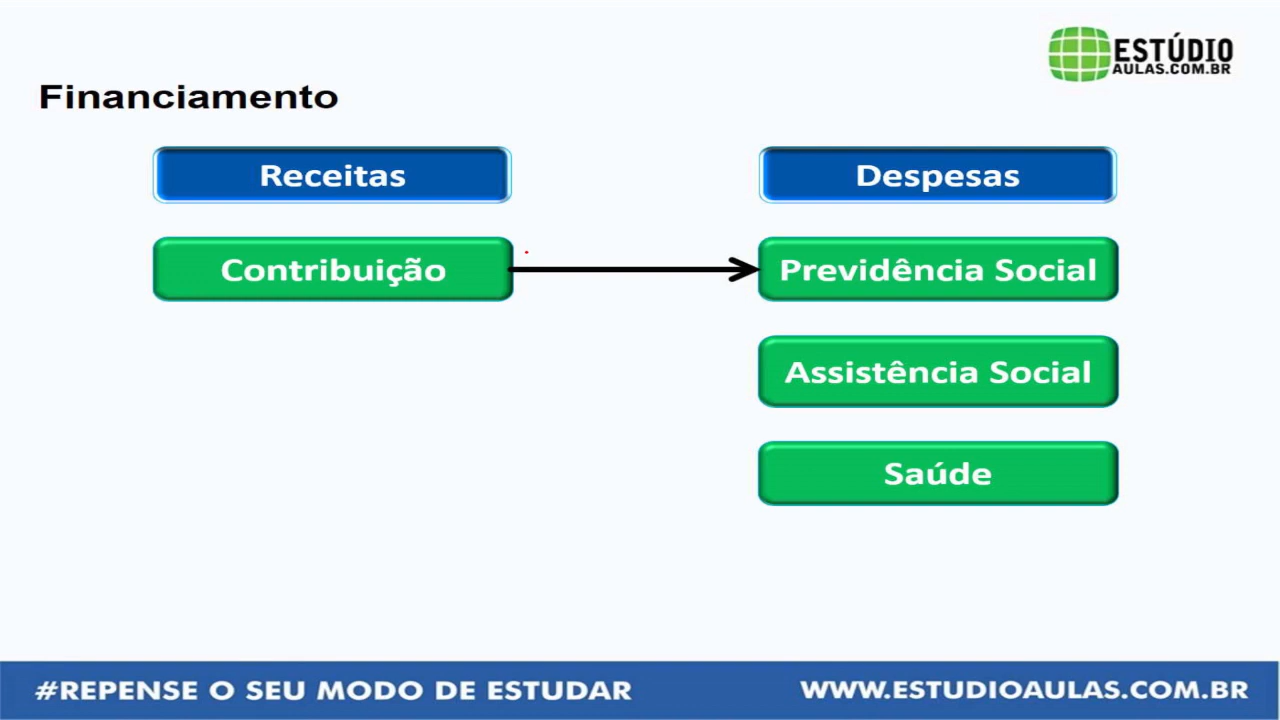 ESTÚDIO
AULAS.COM.BR
Financiamento
Receitas
Despesas
Contribuição
Previdência Social
Assistência Social
Saúde
#REPENSE O SEU MODO DE ESTUDAR
WWW.ESTUDIOAULAS.COM.BR